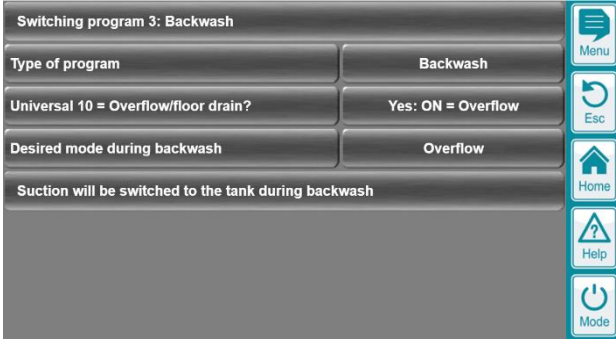 Switching program 3: Backwash
Type of program
Backwash
Universal 10 = Overflow/floor drain?
Yes: ON = Overflow
Desired mode during backwash
Overflow
Suction will be switched to the tank during backwash
Menu
Esc
Home
?
Help
Mode